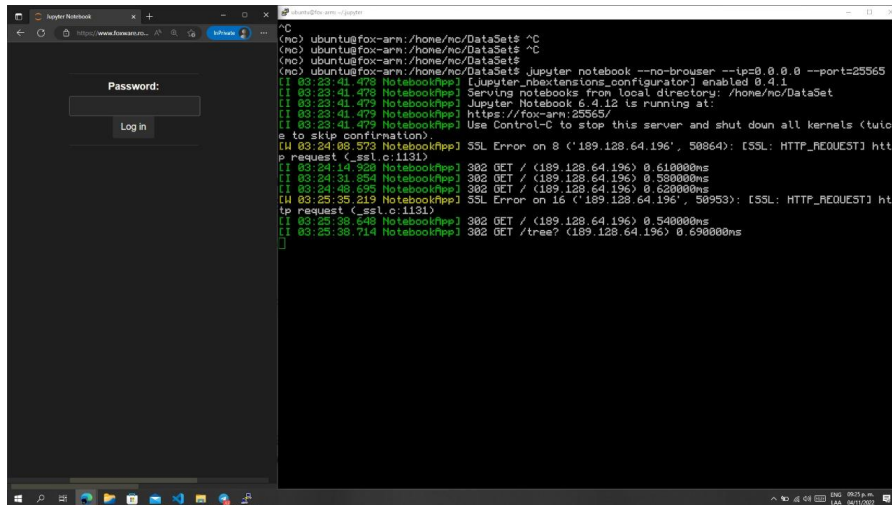 Jupyter Notebook
https://www.foxware.ro...
InPrivate
Password:
Log in
ubuntu@fox-arm: ~/jupyter
^C
(mc) ubuntu@fox-arm:/home/mc/DataSet$ ^C
(mc) ubuntu@fox-arm:/home/mc/DataSet$ ^C
(mc) ubuntu@fox-arm:/home/mc/DataSet$
(mc) ubuntu@fox-arm:/home/mc/DataSet$ jupyter notebook --no-browser --ip=0.0.0.0 --port=25565
[I 03:23:41.478 NotebookApp] [jupyter_nbextensions_configurator] enabled 0.4.1
[I 03:23:41.478 NotebookApp] Serving notebooks from local directory: /home/mc/DataSet
[I 03:23:41.479 NotebookApp] Jupyter Notebook 6.4.12 is running at:
[I 03:23:41.479 NotebookApp] https://fox-arm:25565/
[I 03:23:41.479 NotebookApp] Use Control-C to stop this server and shut down all kernels (twic
e to skip confirmation).
[W 03:24:08.573 NotebookApp] SSL Error on 8 ('189.128.64.196', 50864): [SSL: HTTP_REQUEST] htt
p request (_ssl.c:1131)
[I 03:24:14.920 NotebookApp] 302 GET / (189.128.64.196) 0.610000ms
[I 03:24:31.854 NotebookApp] 302 GET / (189.128.64.196) 0.580000ms
[I 03:24:48.695 NotebookApp] 302 GET / (189.128.64.196) 0.620000ms
[W 03:25:35.219 NotebookApp] SSL Error on 16 ('189.128.64.196', 50953): [SSL: HTTP_REQUEST] ht
tp request (_ssl.c:1131)
[I 03:25:38.648 NotebookApp] 302 GET / (189.128.64.196) 0.540000ms
[I 03:25:38.714 NotebookApp] 302 GET /tree? (189.128.64.196) 0.690000ms
ENG
LAA
09:25 p. m.
04/11/2022